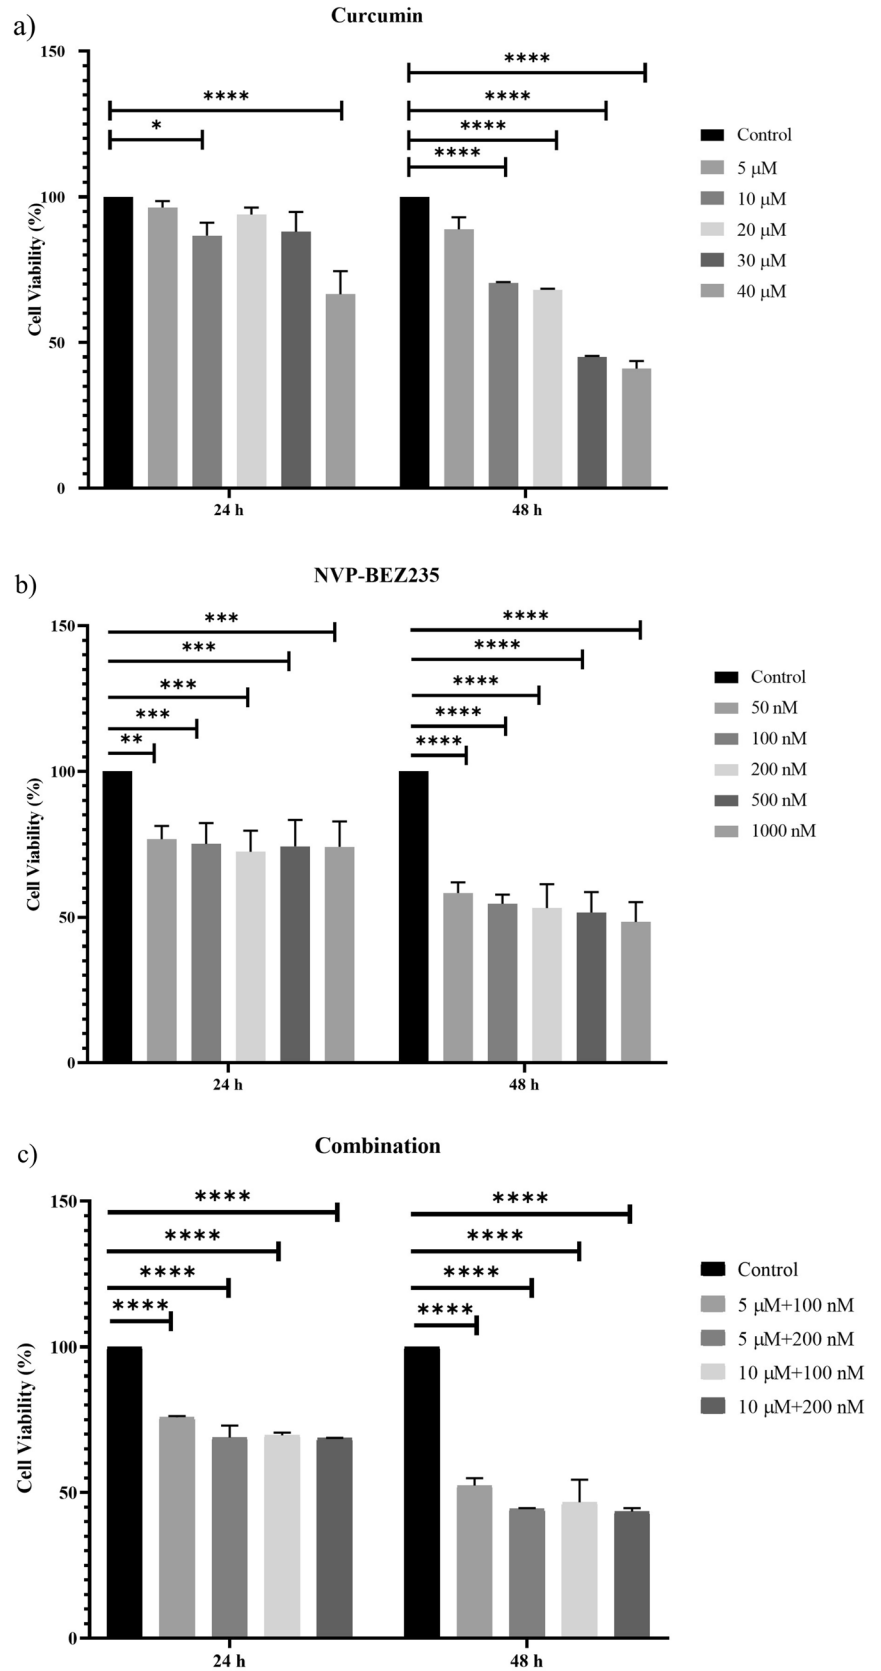 a)
Curcumin
150
100
50
0
Cell Viability (%)
****
*
****
****
****
****
24 h
48 h
Control
5 μM
10 μM
20 μM
30 μM
40 μM
b)
NVP-BEZ235
150
100
50
0
Cell Viability (%)
***
***
***
***
**
****
****
****
****
****
24 h
48 h
Control
50 nM
100 nM
200 nM
500 nM
1000 nM
c)
Combination
150
100
50
0
Cell Viability (%)
****
****
****
****
****
****
****
****
24 h
48 h
Control
5 μM+100 nM
5 μM+200 nM
10 μM+100 nM
10 μM+200 nM